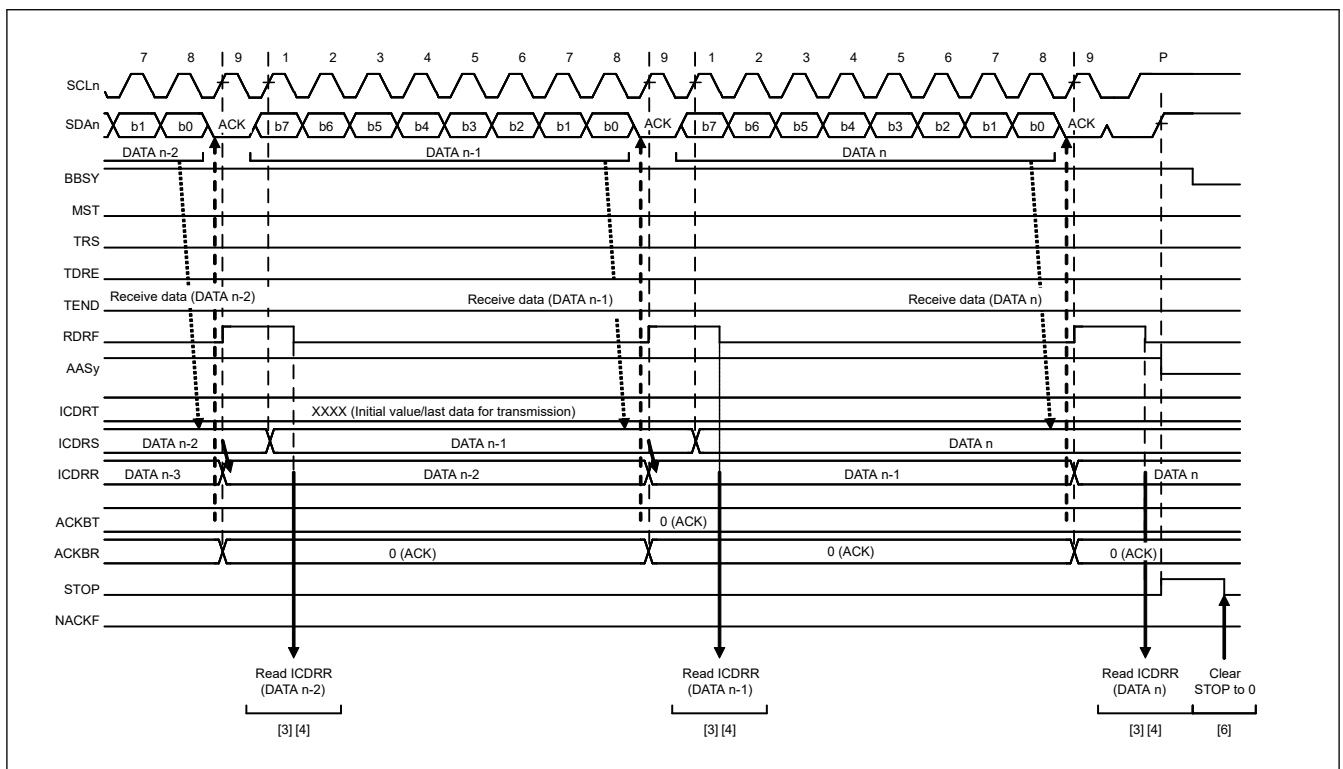 7 8 9 1 2 3 4 5 6 7 8 9 1 2 3 4 5 6 7 8 9 P
SCLn
SDAn b1 b0 ACK b7 b6 b5 b4 b3 b2 b1 b0 ACK b7 b6 b5 b4 b3 b2 b1 b0 ACK
DATA n-2 DATA n-1 DATA n
BBSY
MST
TRS
TDRE
TEND
Receive data (DATA n-2) Receive data (DATA n-1) Receive data (DATA n)
RDRF
AASy
ICDRT XXXX (Initial value/last data for transmission)
ICDRS DATA n-2 DATA n-1 DATA n
ICDRR DATA n-3 DATA n-2 DATA n-1 DATA n
ACKBT 0 (ACK)
ACKBR 0 (ACK) 0 (ACK) 0 (ACK)
STOP
NACKF
Read ICDRR Read ICDRR Read ICDRR Clear
(DATA n-2) (DATA n-1) (DATA n) STOP to 0
[3] [4] [3] [4] [3] [4] [6]